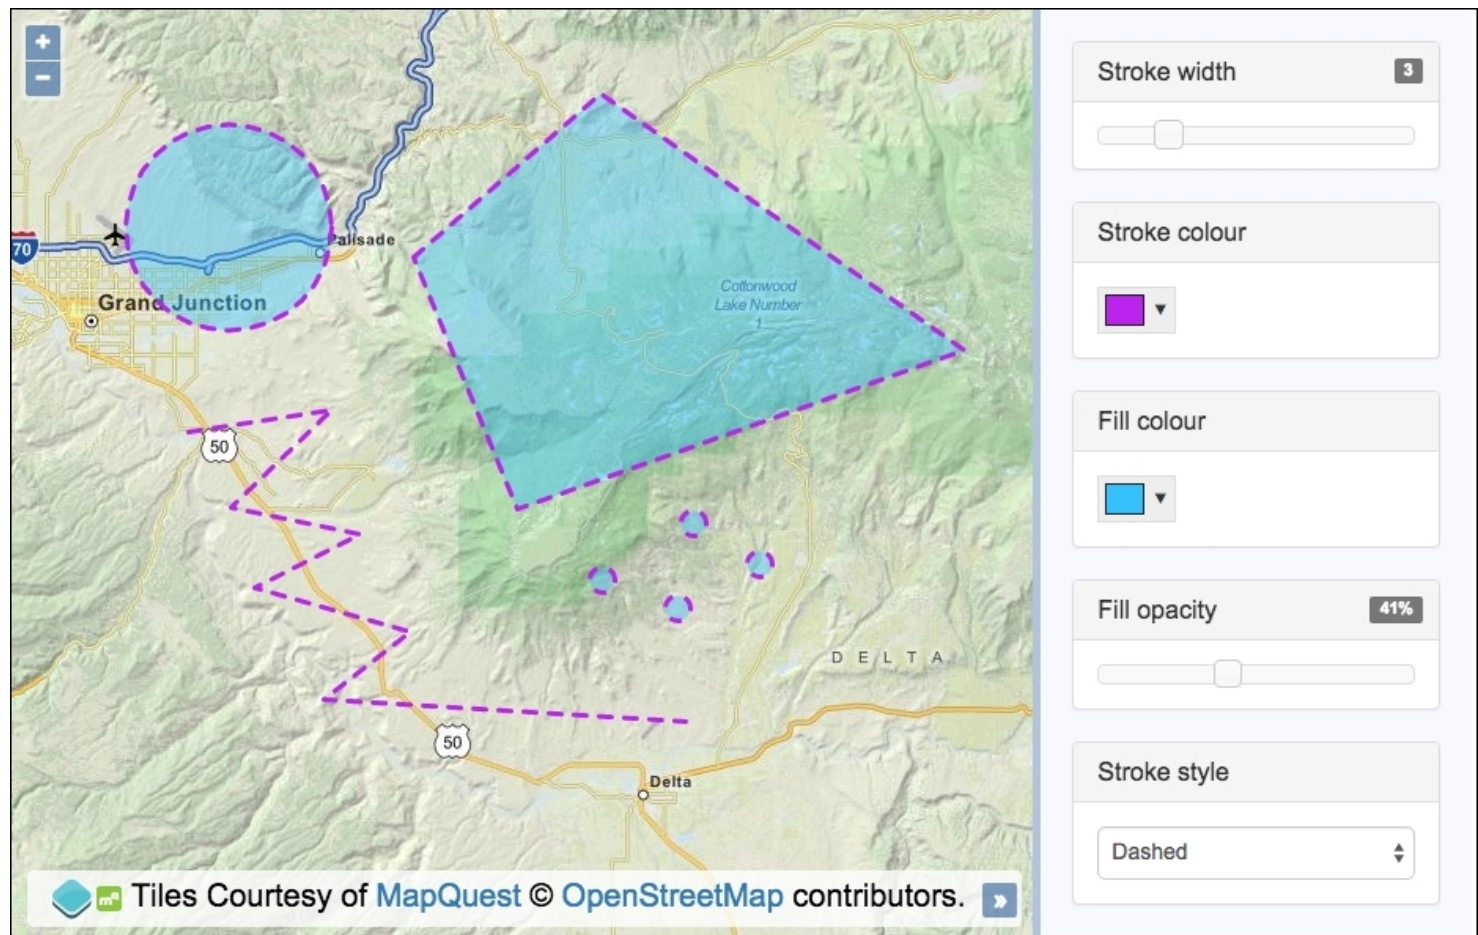 +
−
70
Palisade
Grand Junction
Cottonwood
Lake Number
1
50
DELTA
50
Delta
Tiles Courtesy of MapQuest © OpenStreetMap contributors.
»
Stroke width 3
Stroke colour
Fill colour
Fill opacity 41%
Stroke style
Dashed